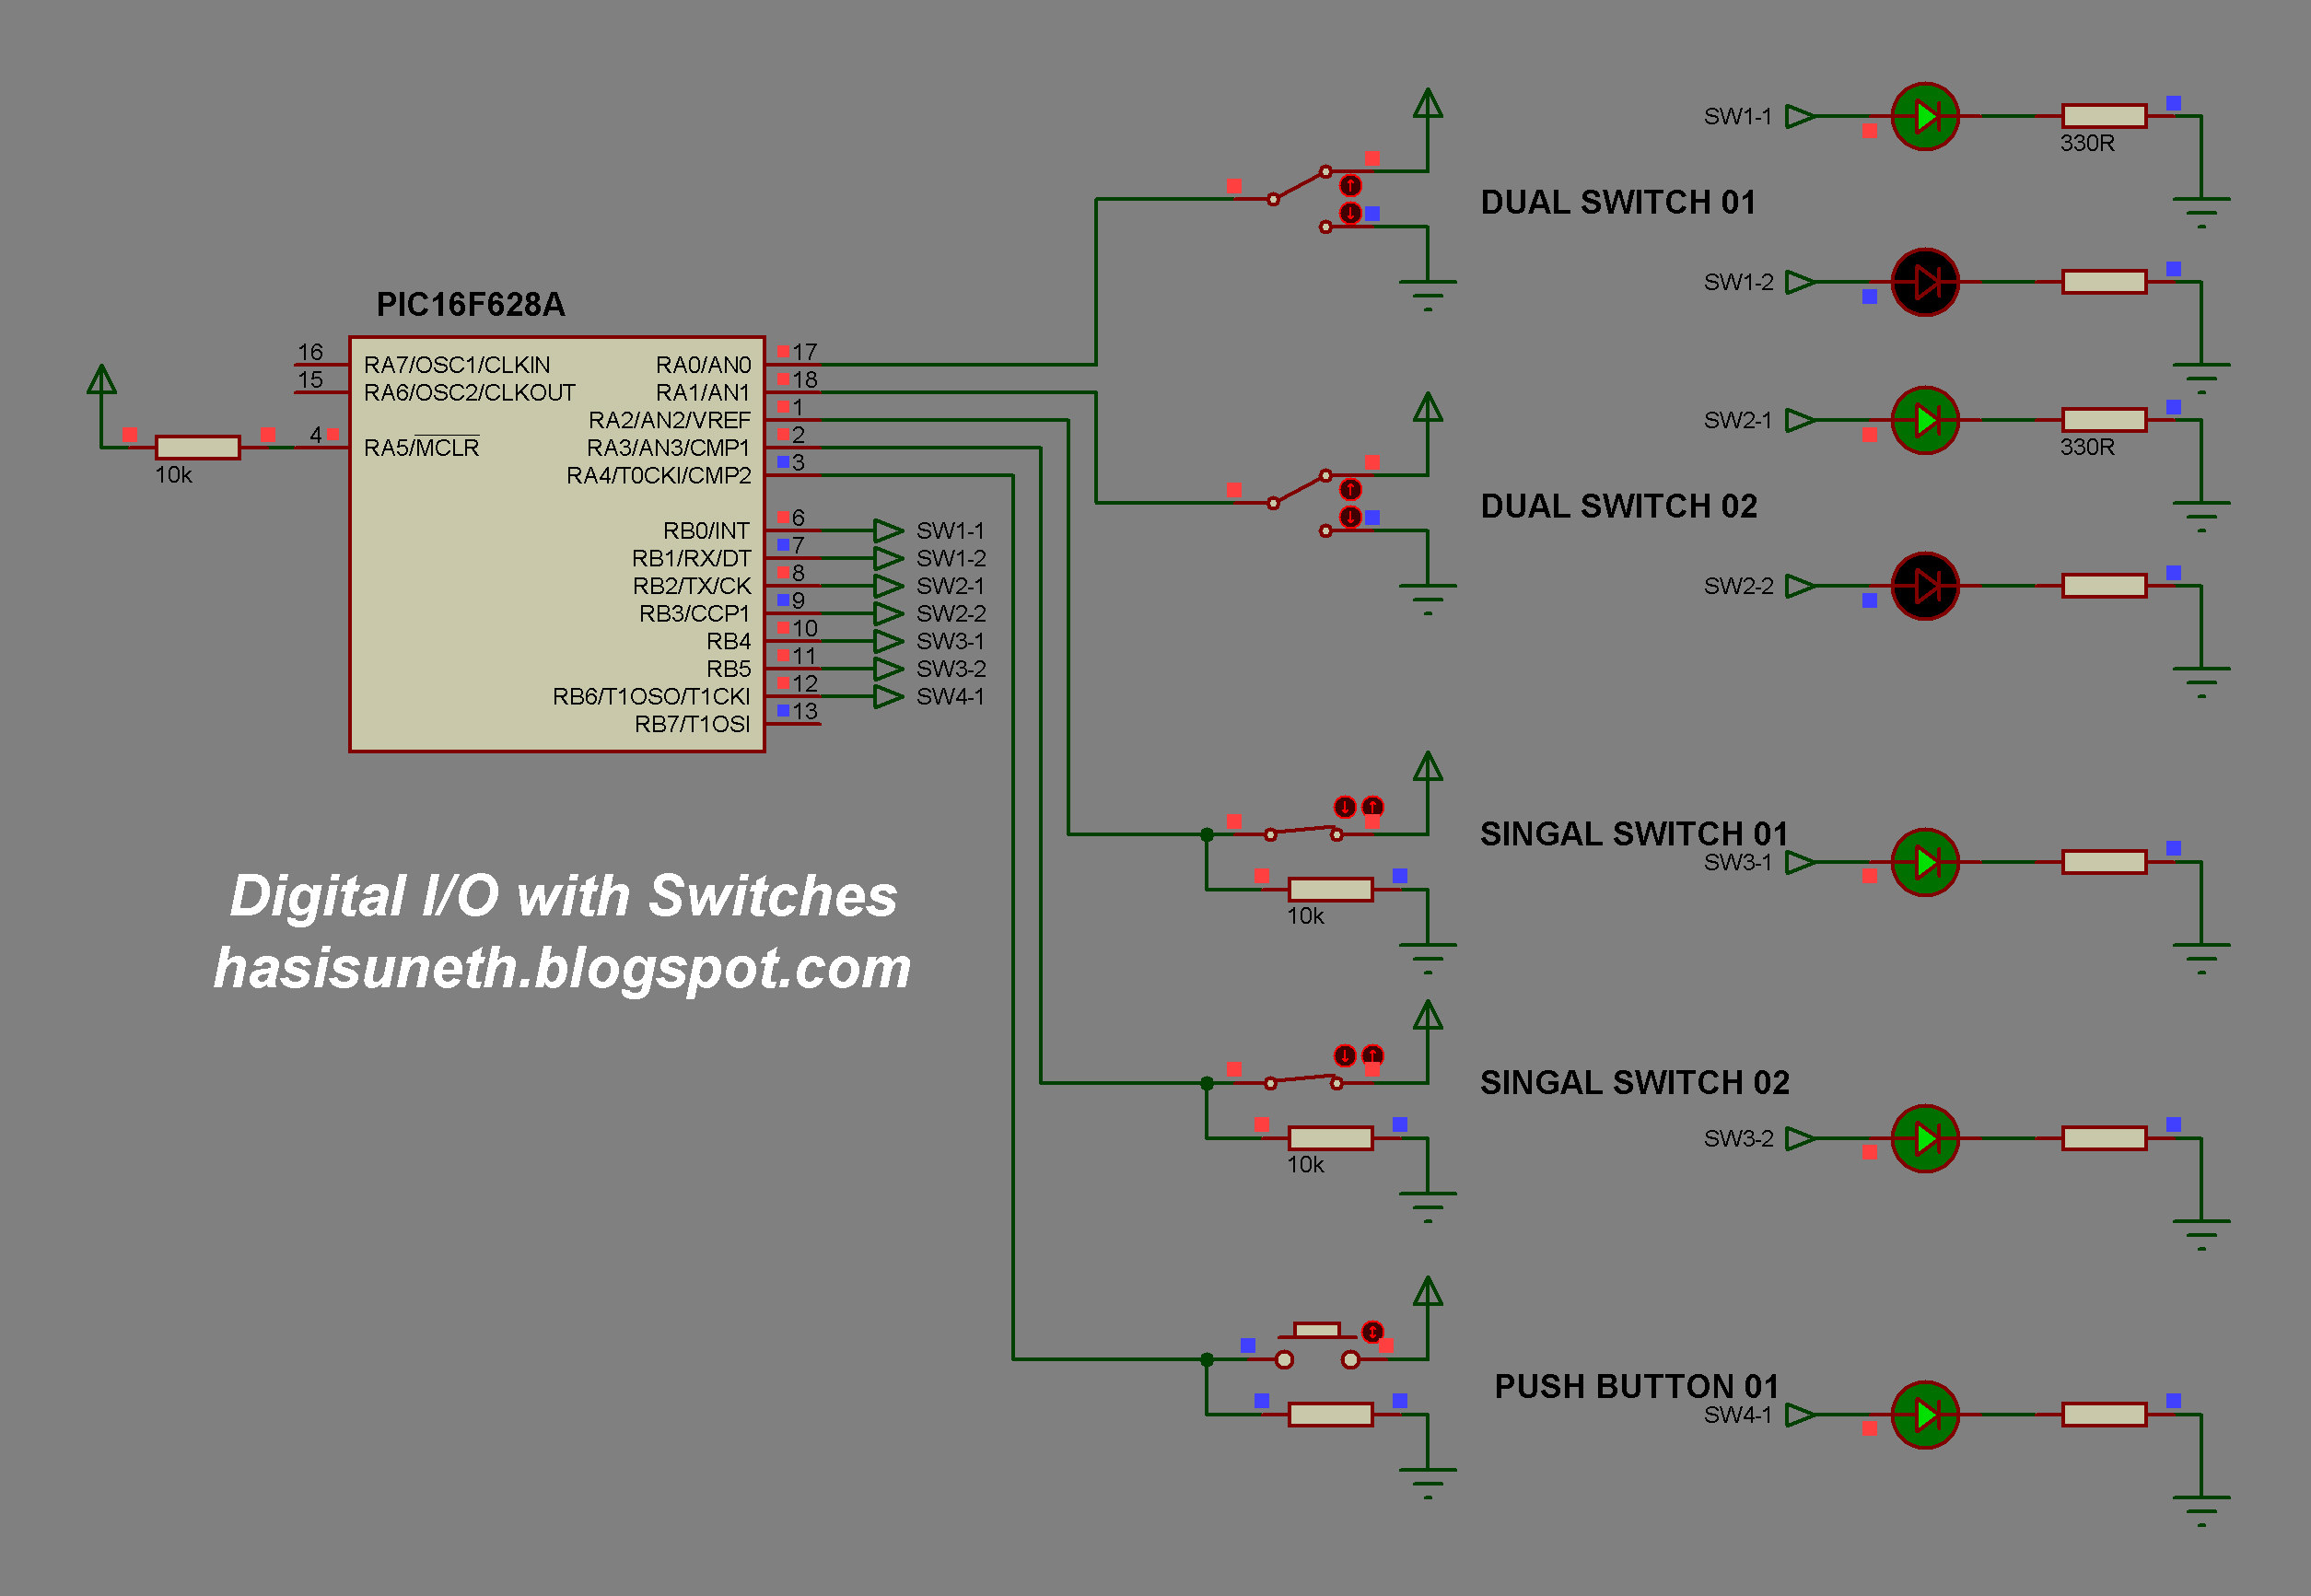 PIC16F628A
16
RA7/OSC1/CLKIN
15
RA6/OSC2/CLKOUT
4
RA5/MCLR
10k
RA0/AN0
17
RA1/AN1
18
RA2/AN2/VREF
1
RA3/AN3/CMP1
2
RA4/T0CKI/CMP2
3
RB0/INT
6
SW1-1
RB1/RX/DT
7
SW1-2
RB2/TX/CK
8
SW2-1
RB3/CCP1
9
SW2-2
RB4
10
SW3-1
RB5
11
SW3-2
RB6/T1OSO/T1CKI
12
SW4-1
RB7/T1OSI
13
Digital I/O with Switches
hasisuneth.blogspot.com
DUAL SWITCH 01
DUAL SWITCH 02
SINGAL SWITCH 01
10k
SINGAL SWITCH 02
10k
PUSH BUTTON 01
SW1-1
330R
SW1-2
SW2-1
330R
SW2-2
SW3-1
SW3-2
SW4-1